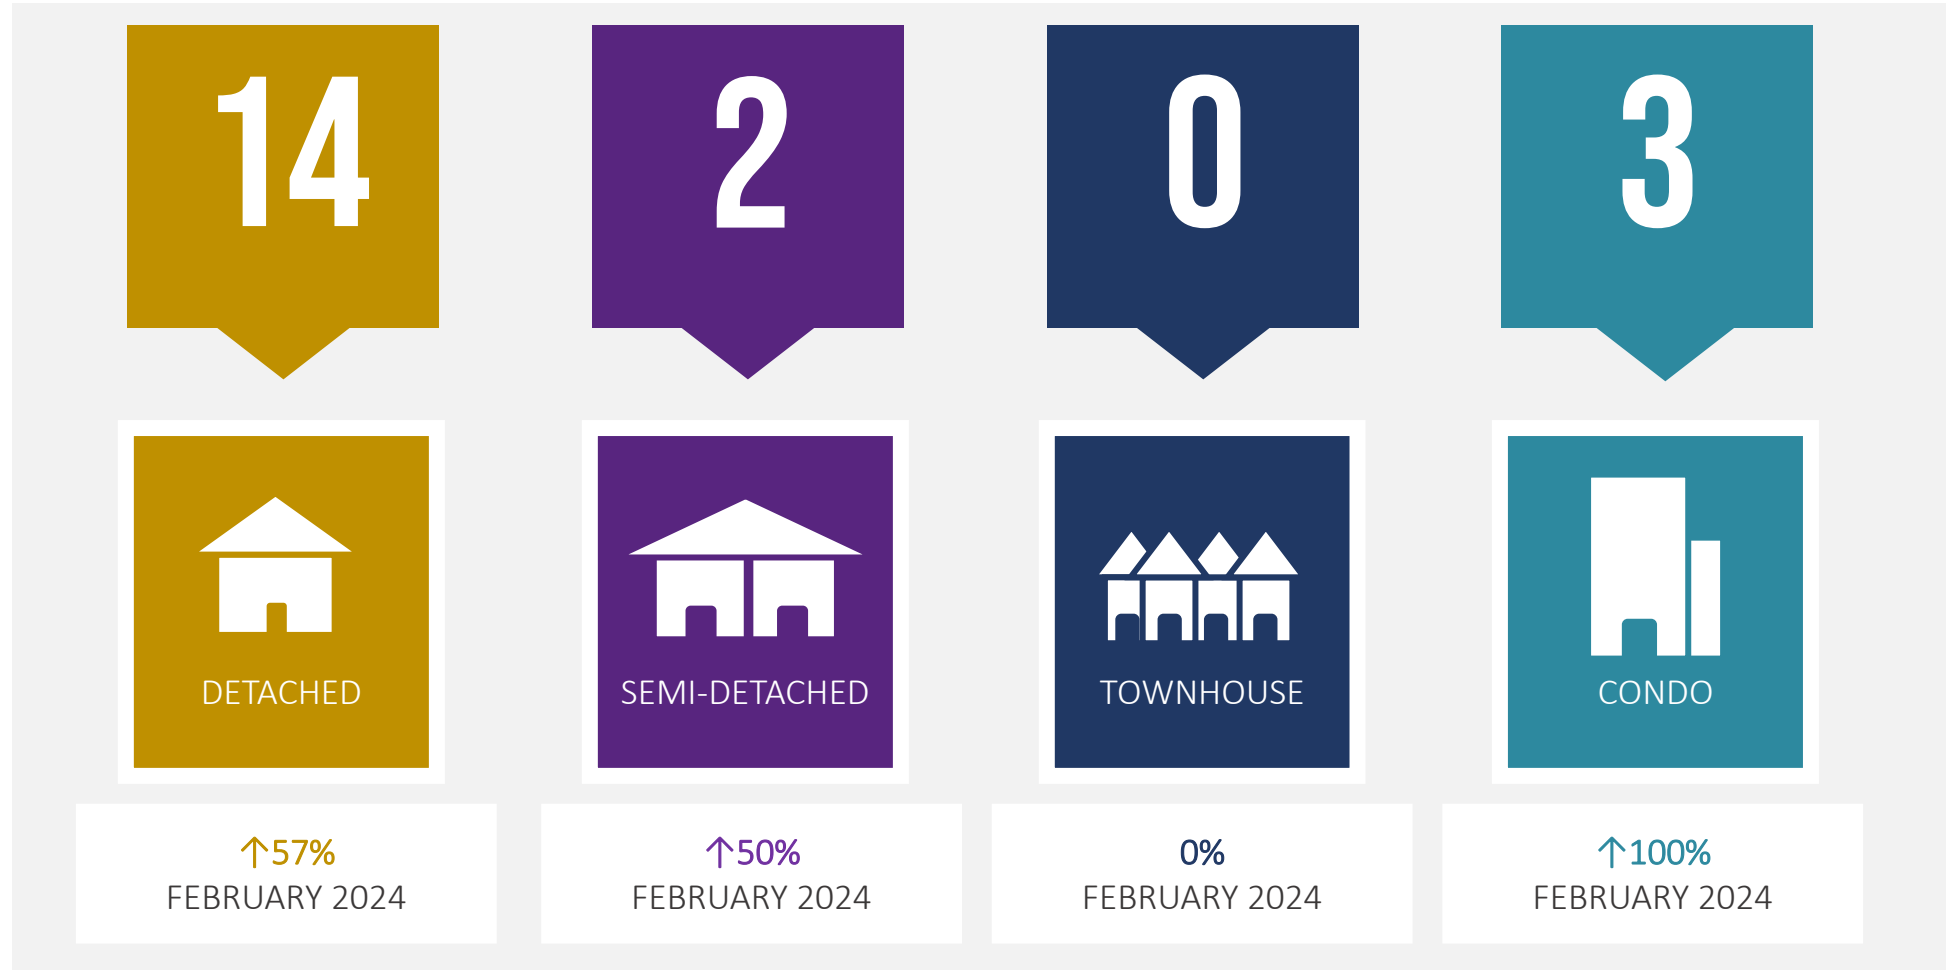 14
2
0
3
DETACHED
SEMI-DETACHED
TOWNHOUSE
CONDO
↑57%
FEBRUARY 2024
↑50%
FEBRUARY 2024
0%
FEBRUARY 2024
↑100%
FEBRUARY 2024